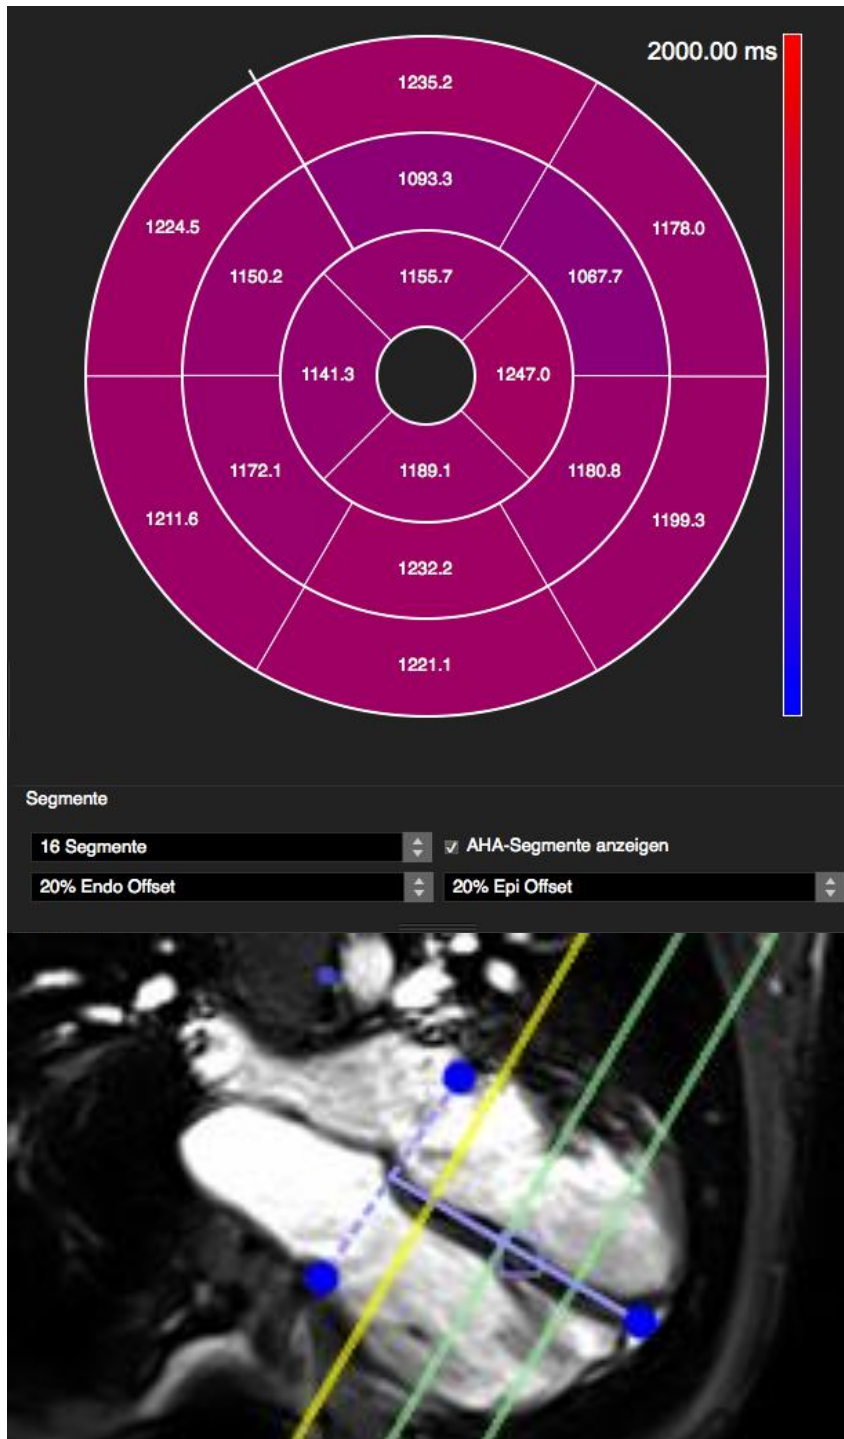 2000.00 ms
1235.2
1093.3
1224.5
1178.0
1150.2
1155.7
1067.7
1141.3
1247.0
1172.1
1189.1
1180.8
1211.6
1199.3
1232.2
1221.1
Segmente
16 Segmente
AHA-Segmente anzeigen
20% Endo Offset
20% Epi Offset